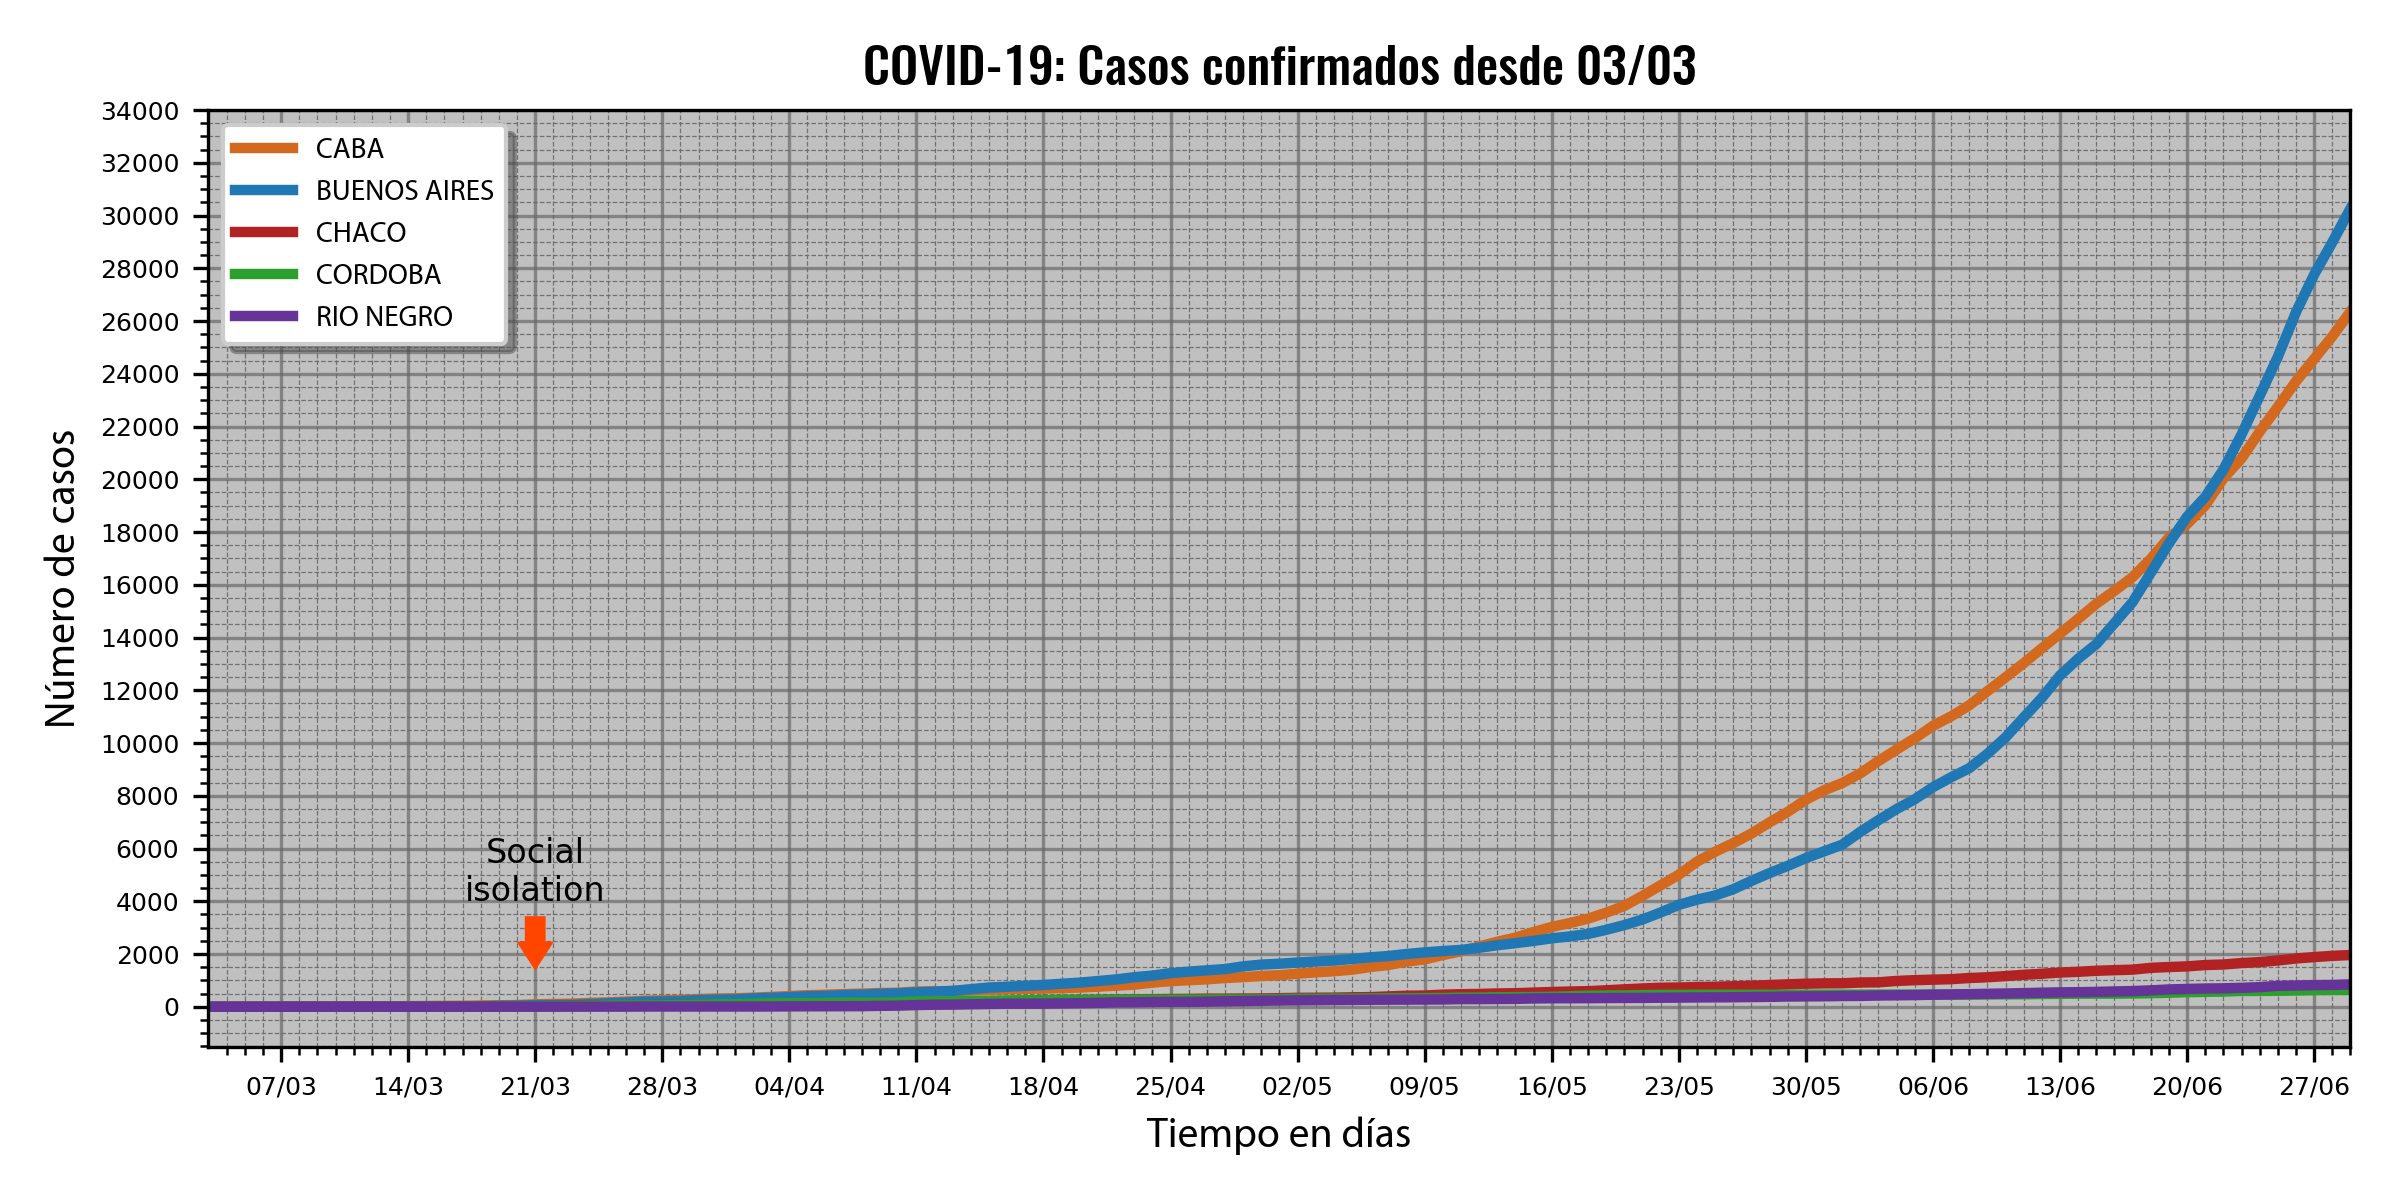 COVID-19: Casos confirmados desde 03/03
34000
32000
30000
28000
26000
24000
22000
20000
18000
16000
14000
12000
10000
8000
6000
4000
2000
0
Número de casos
CABA
BUENOS AIRES
CHACO
CORDOBA
RIO NEGRO
Social
isolation
07/03 14/03 21/03 28/03 04/04 11/04 18/04 25/04 02/05 09/05 16/05 23/05 30/05 06/06 13/06 20/06 27/06
Tiempo en días